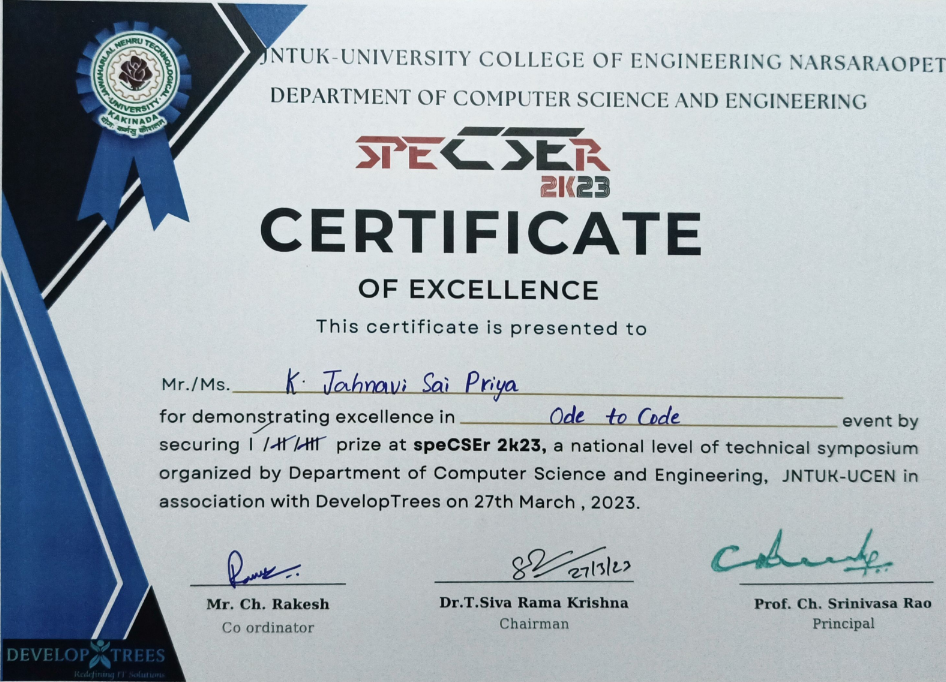 JAWAHARLAL NEHRU TECHNOLOGICAL
UNIVERSITY
KAKINADA
JNTUK-UNIVERSITY COLLEGE OF ENGINEERING NARSARAOPET
DEPARTMENT OF COMPUTER SCIENCE AND ENGINEERING
SPECSER
2K23
CERTIFICATE
OF EXCELLENCE
This certificate is presented to
Mr./Ms. K. Jahnavi Sai Priya
for demonstrating excellence in Ode to Code event by
securing I /II/III prize at speCSEr 2k23, a national level of technical symposium
organized by Department of Computer Science and Engineering, JNTUK-UCEN in
association with DevelopTrees on 27th March , 2023.
27/3/23
Mr. Ch. Rakesh Dr.T.Siva Rama Krishna Prof. Ch. Srinivasa Rao
Co ordinator Chairman Principal
DEVELOP TREES
Redefining IT Solutions